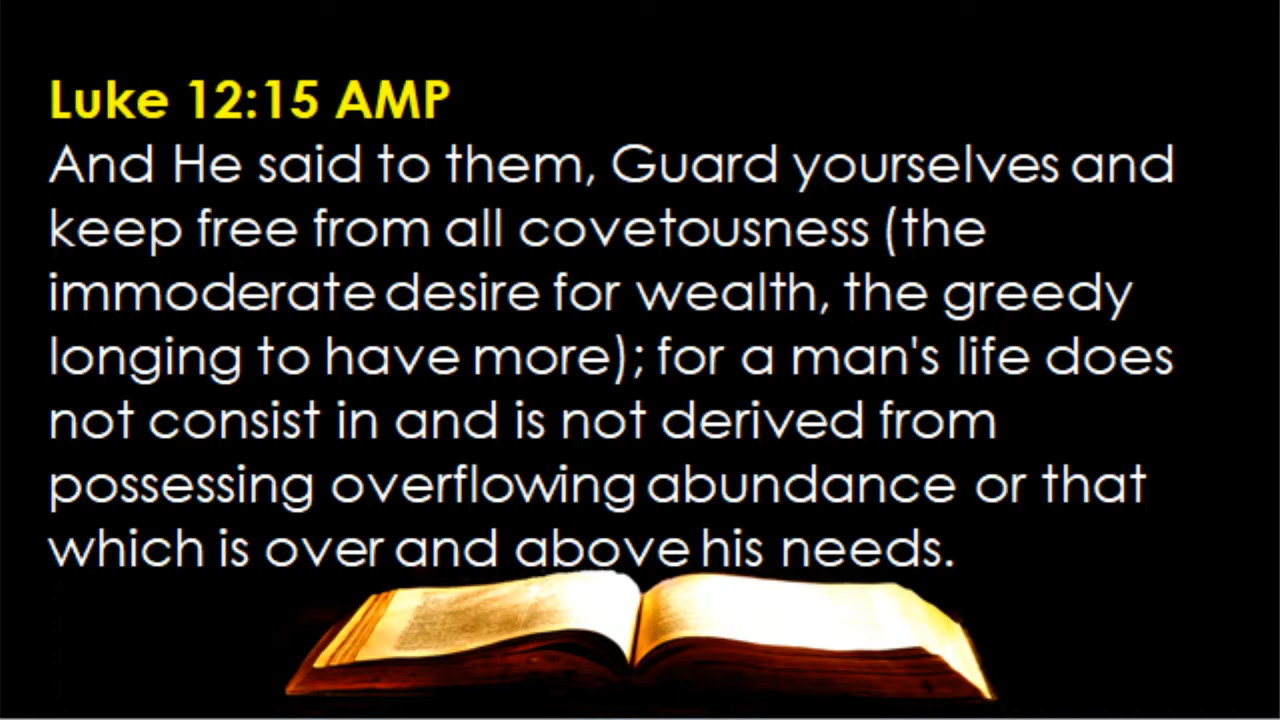 Luke 12:15 AMP
And He said to them, Guard yourselves and
keep free from all covetousness (the
immoderate desire for wealth, the greedy
longing to have more); for a man's life does
not consist in and is not derived from
possessing overflowing abundance or that
which is over and above his needs.